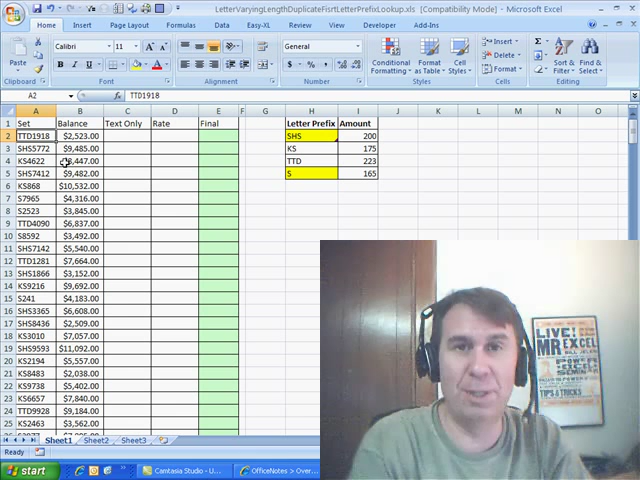 LetterVaryingLengthDuplicateFisrtLetterPrefixLookup.xls [Compatibility Mode] - Microsoft Excel
Home Insert Page Layout Formulas Data Easy-XL Review View Developer Add-Ins
Calibri 11 General
Paste Conditional Formatting Format as Table Cell Styles Insert Delete Format Sort & Filter Find & Select
Clipboard Font Alignment Number Styles Cells Editing
A2 fx TTD1918
A B C D E F G H I J K L M N O
1 Set Balance Text Only Rate Final Letter Prefix Amount
2 TTD1918 $2,523.00 SHS 200
3 SHS5772 $9,485.00 KS 175
4 KS4622 $8,447.00 TTD 223
5 SHS7412 $9,482.00 S 165
6 KS868 $10,532.00
7 S7965 $4,316.00
8 S2523 $3,845.00
9 TTD4090 $6,837.00
10 S8592 $3,492.00
11 SHS7142 $5,540.00
12 TTD1281 $7,664.00
13 SHS1866 $3,152.00
14 KS9216 $9,692.00
15 S241 $4,183.00
16 SHS3365 $6,608.00
17 SHS8436 $2,509.00
18 KS3010 $7,057.00
19 SHS9593 $11,092.00
20 KS2194 $5,557.00
21 KS8483 $2,038.00
22 KS9738 $5,402.00
23 KS6657 $7,840.00
24 TTD9928 $9,184.00
25 KS2463 $3,562.00
LIVE!
MR EXCEL
Sheet1 Sheet2 Sheet3
Ready
start Camtasia Studio - U... OfficeNotes > Over...